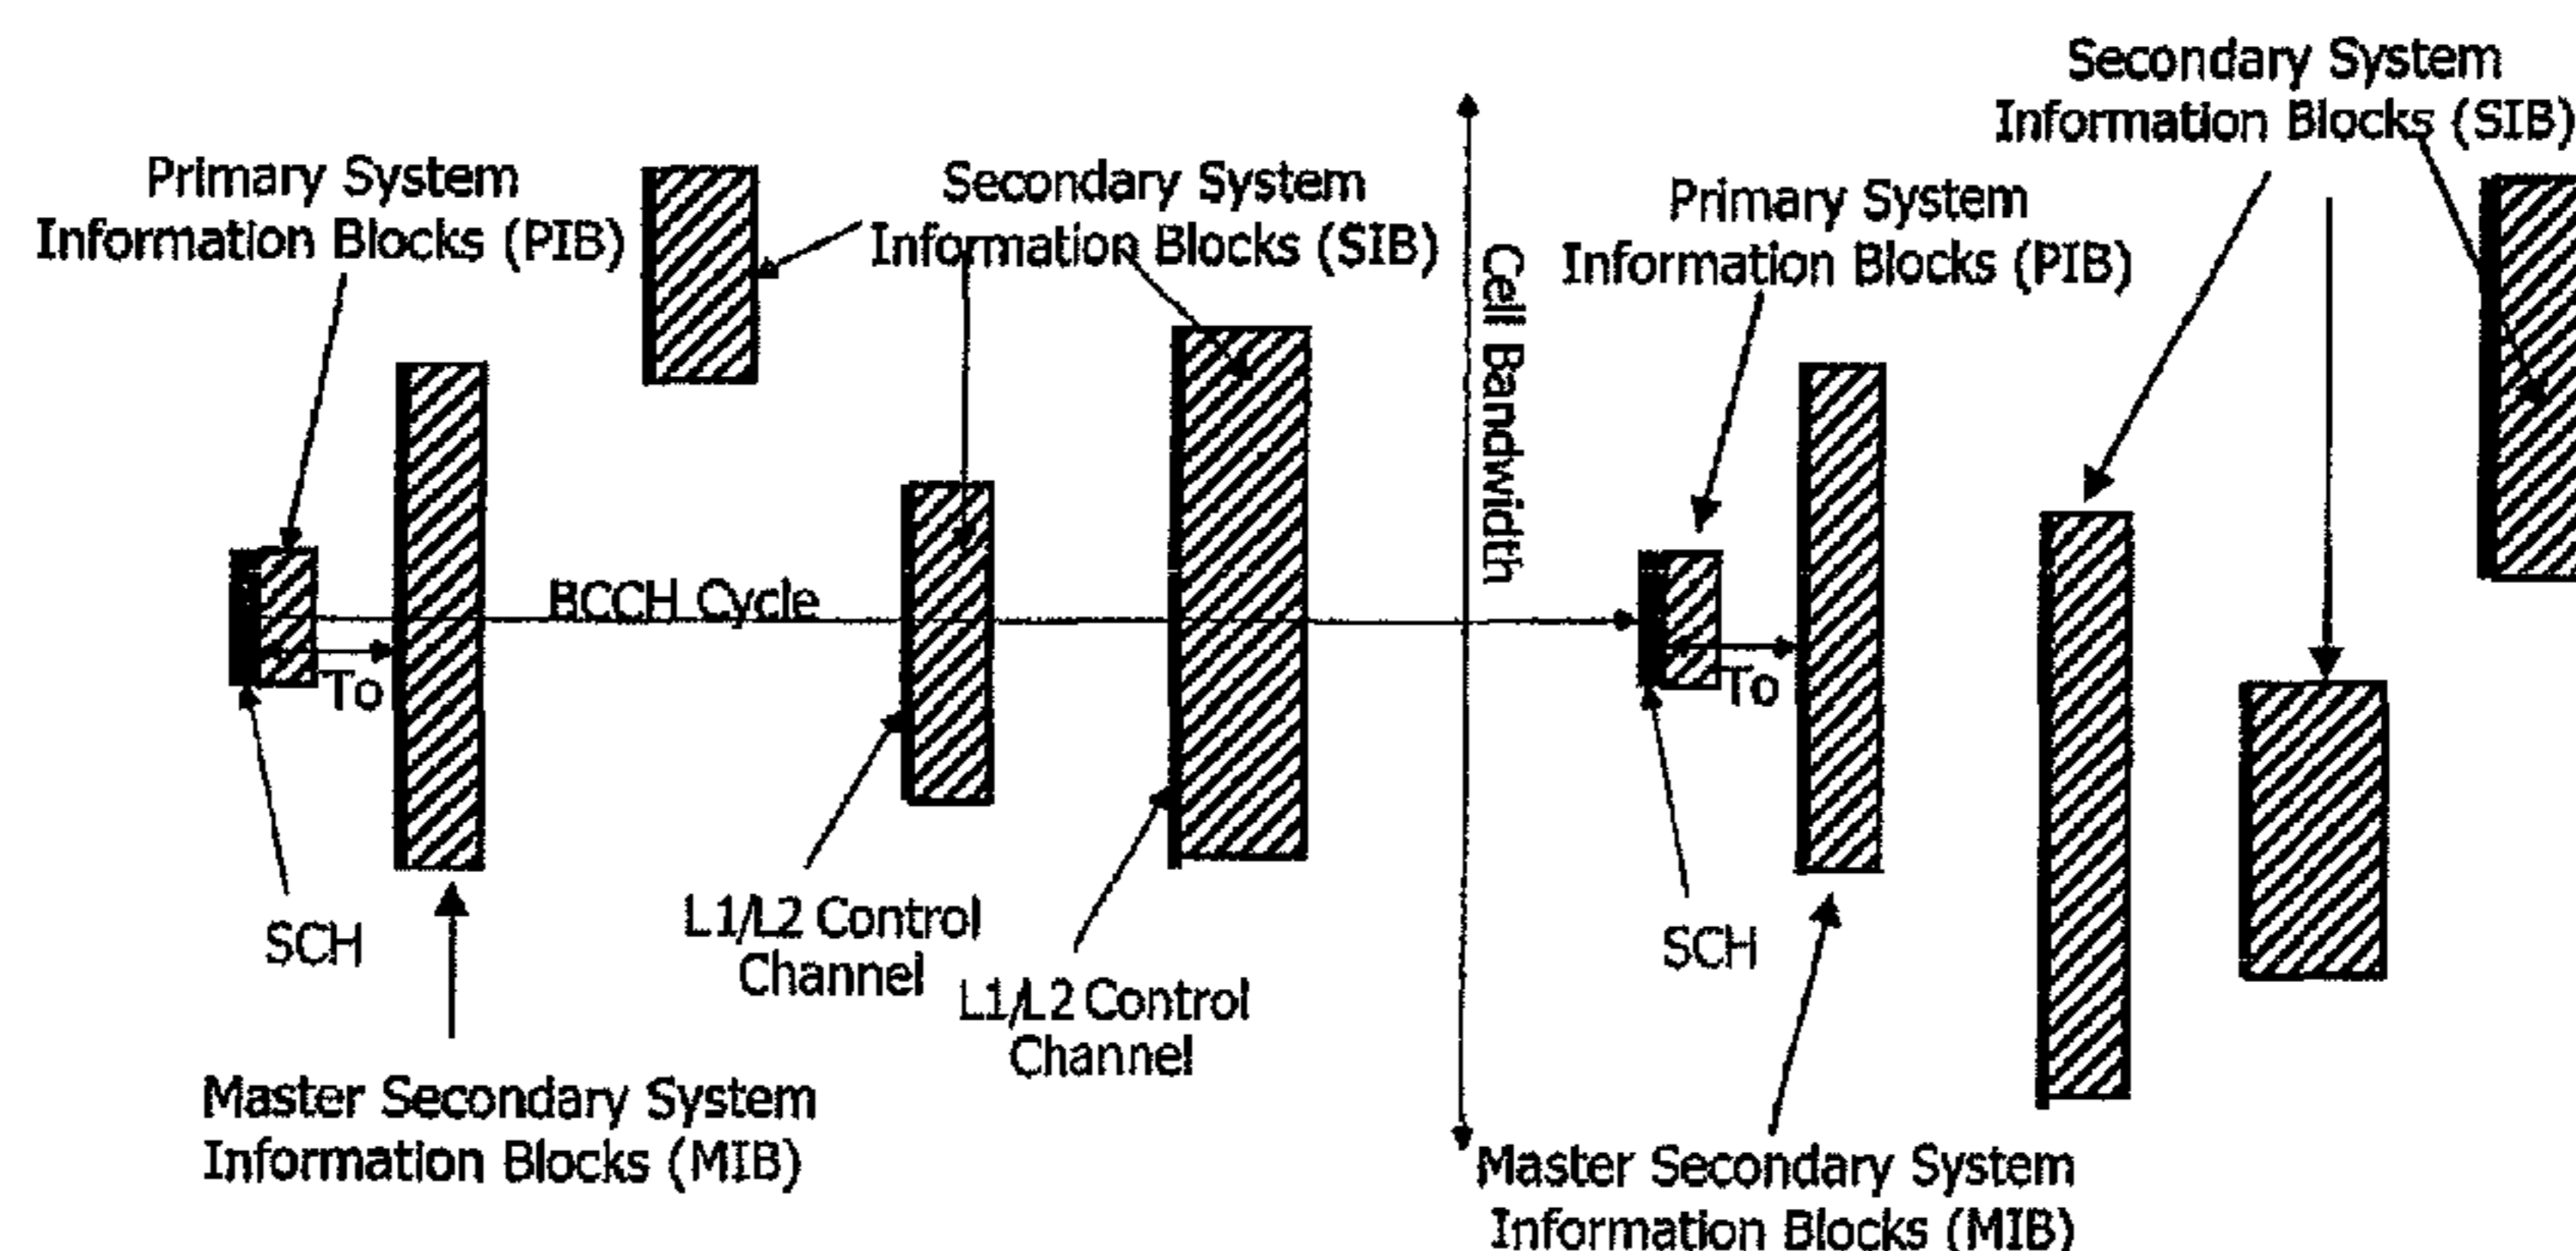 Primary System
Information Blocks (PIB)
Secondary System
Information Blocks (SIB)
Cell Bandwidth
Primary System
Information Blocks (PIB)
Secondary System
Information Blocks (SIB)
BCCH Cycle
To
To
SCH
L1/L2 Control
Channel
L1/L2 Control
Channel
SCH
Master Secondary System
Information Blocks (MIB)
Master Secondary System
Information Blocks (MIB)